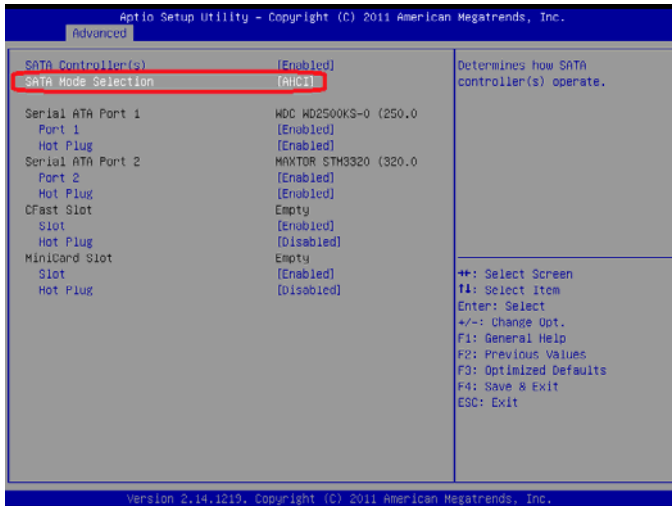 Aptio Setup Utility – Copyright (C) 2011 American Megatrends, Inc.
Advanced
SATA Controller(s) [Enabled]
SATA Mode Selection [AHCI]
Serial ATA Port 1 WDC WD2500KS-0 (250.0
Port 1 [Enabled]
Hot Plug [Enabled]
Serial ATA Port 2 MAXTOR STM3320 (320.0
Port 2 [Enabled]
Hot Plug [Enabled]
CFast Slot Empty
Slot [Enabled]
Hot Plug [Disabled]
MiniCard Slot Empty
Slot [Enabled]
Hot Plug [Disabled]
Determines how SATA
controller(s) operate.
→←: Select Screen
↑↓: Select Item
Enter: Select
+/-: Change Opt.
F1: General Help
F2: Previous Values
F3: Optimized Defaults
F4: Save & Exit
ESC: Exit
Version 2.14.1219. Copyright (C) 2011 American Megatrends, Inc.